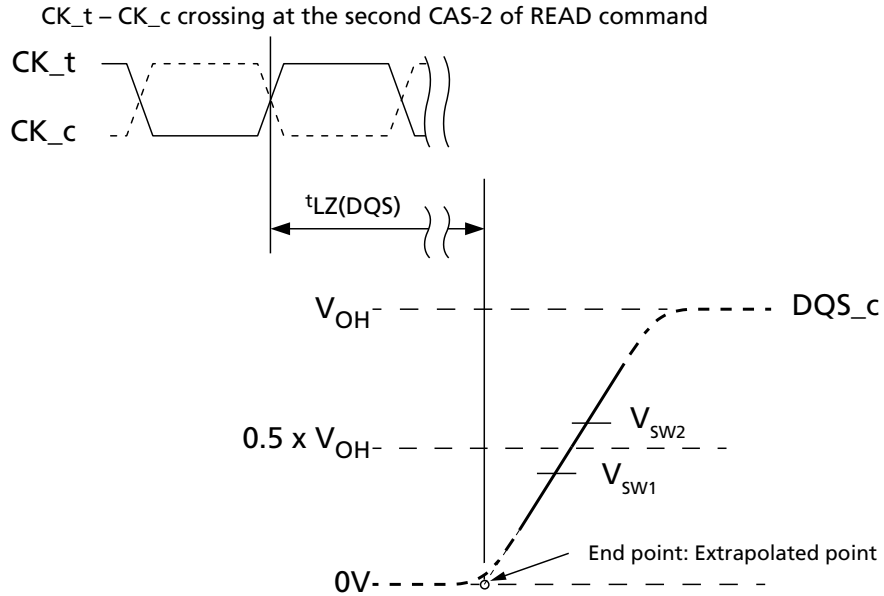 CK_t – CK_c crossing at the second CAS-2 of READ command
CK_t
CK_c
tLZ(DQS)
VOH
DQS_c
VSW2
0.5 x VOH
VSW1
End point: Extrapolated point
0V